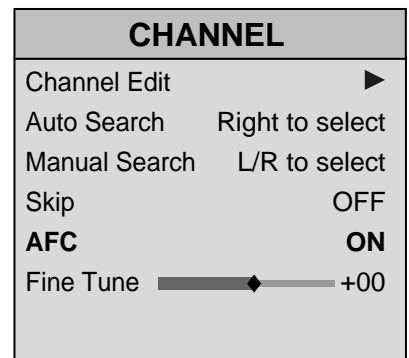 CHANNEL
Channel Edit
Auto Search Right to select
Manual Search L/R to select
Skip OFF
AFC ON
Fine Tune +00